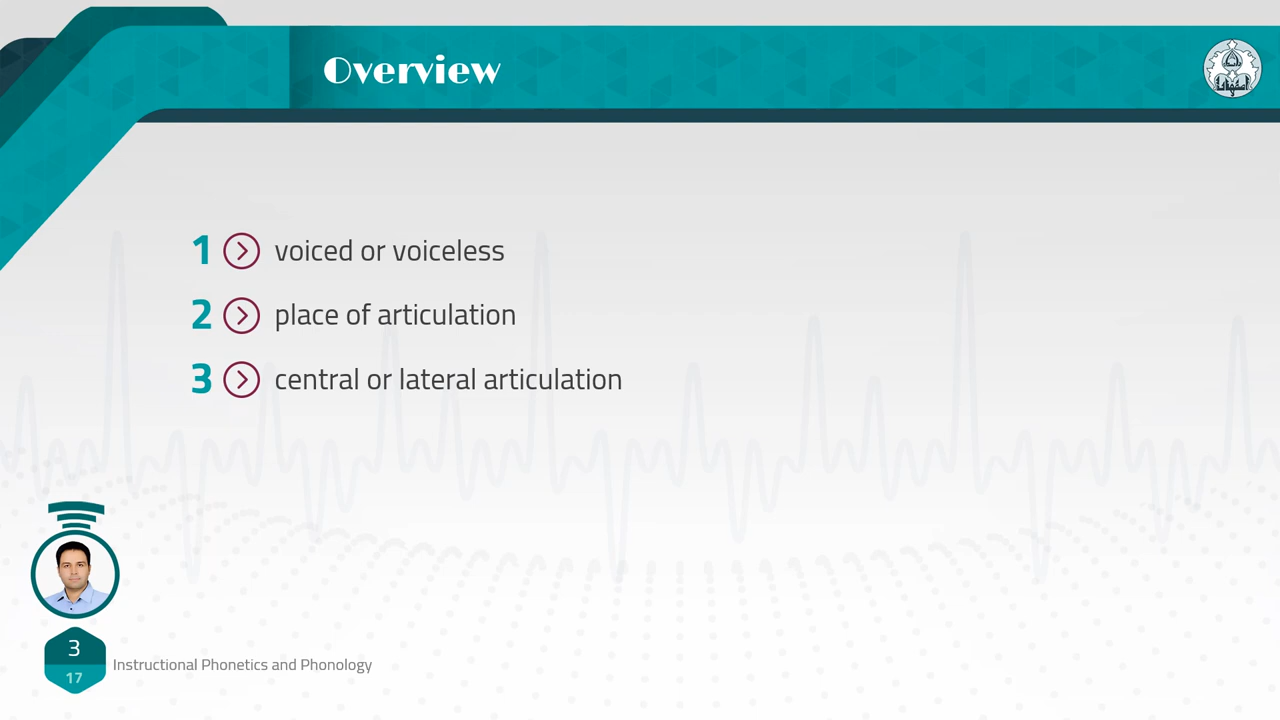 Overview
1 voiced or voiceless
2 place of articulation
3 central or lateral articulation
3
17
Instructional Phonetics and Phonology